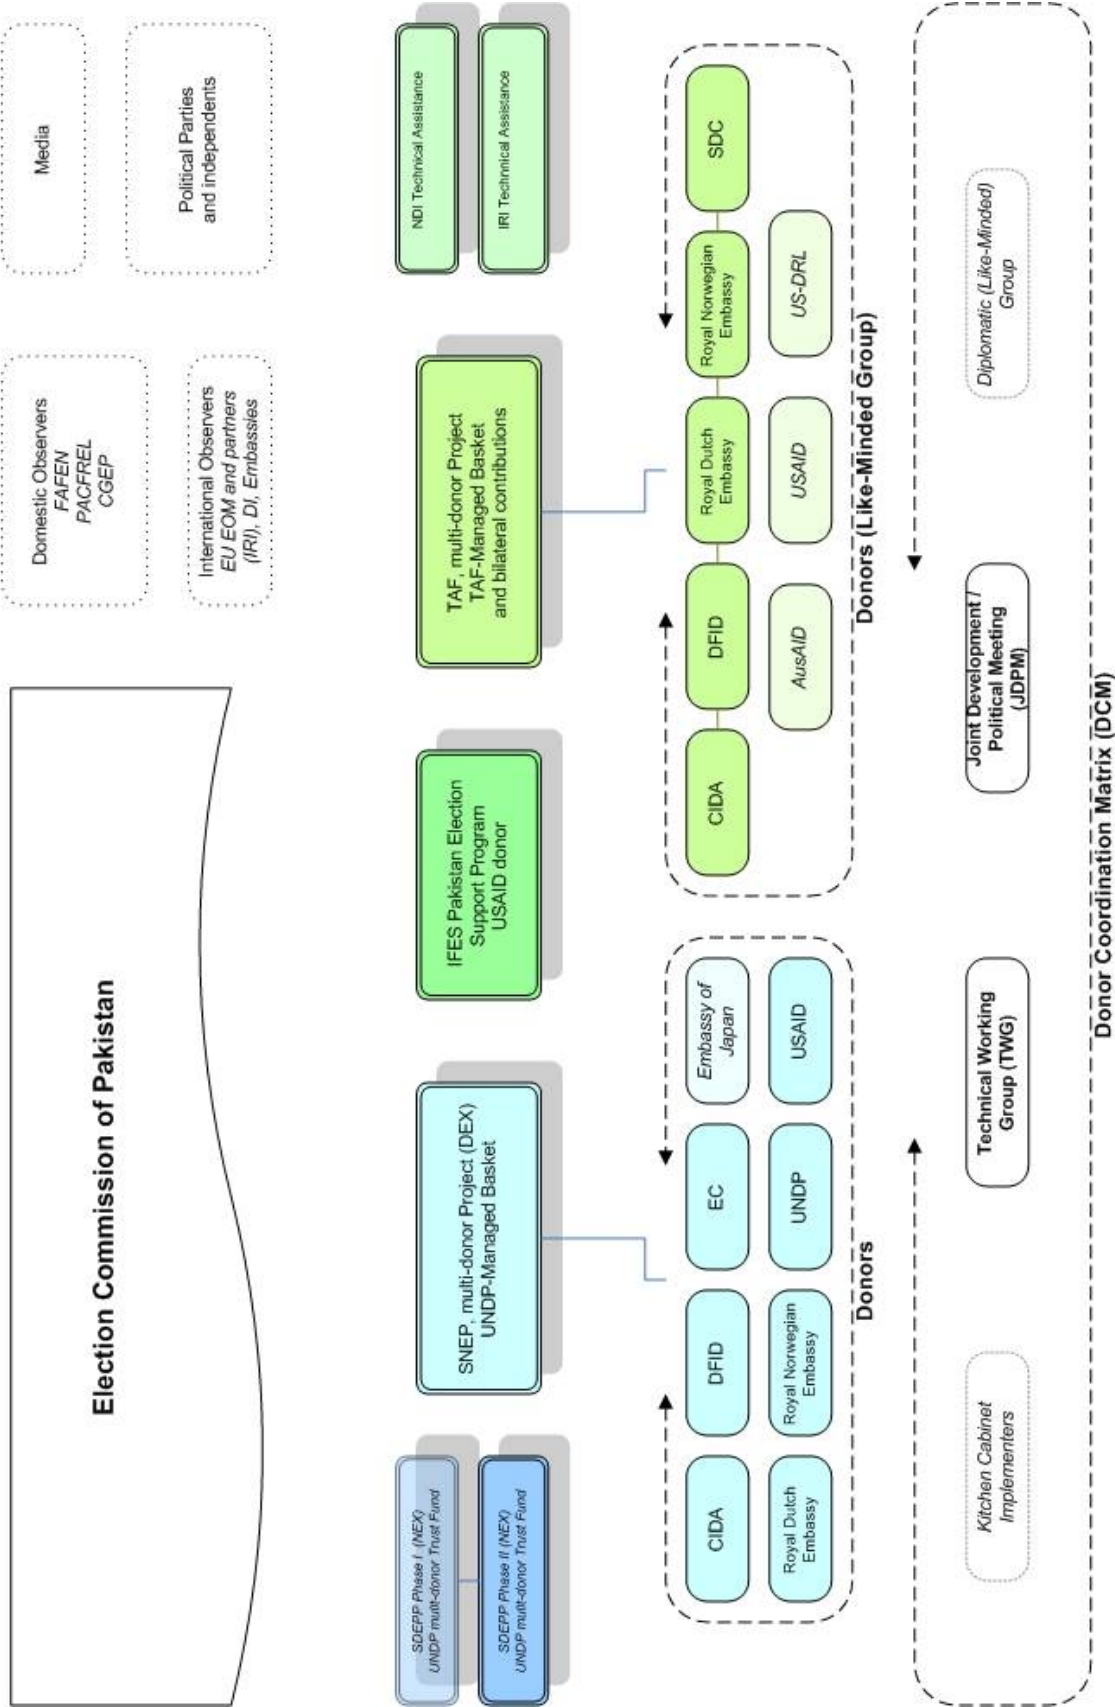 Election Commission of Pakistan
Domestic Observers
FAFEN
PACFREL
CGEP
International Observers
EU EOM and partners
(IRI), DI, Embassies
Media
Political Parties
and independents
SDEPP Phase I  (NEX)
UNDP mulit-donor Trust Fund
SDEPP Phase II (NEX)
UNDP mulit-donor Trust Fund
SNEP, multi-donor Project (DEX)
UNDP-Managed Basket
IFES Pakistan Election
Support Program
USAID donor
TAF, multi-donor Project
TAF-Managed Basket
and bilateral contributions
NDI Technical Assistance
IRI Technnical Assistance
CIDA
DFID
EC
Embassy of
Japan
Royal Dutch
Embassy
Royal Norwegian
Embassy
UNDP
USAID
Donors
CIDA
DFID
Royal Dutch
Embassy
Royal Norwegian
Embassy
SDC
AusAID
USAID
US-DRL
Donors (Like-Minded Group)
Kitchen Cabinet
Implementers
Technical Working
Group (TWG)
Joint Development /
Political Meeting
(JDPM)
Diplomatic (Like-Minded)
Group
Donor Coordination Matrix (DCM)